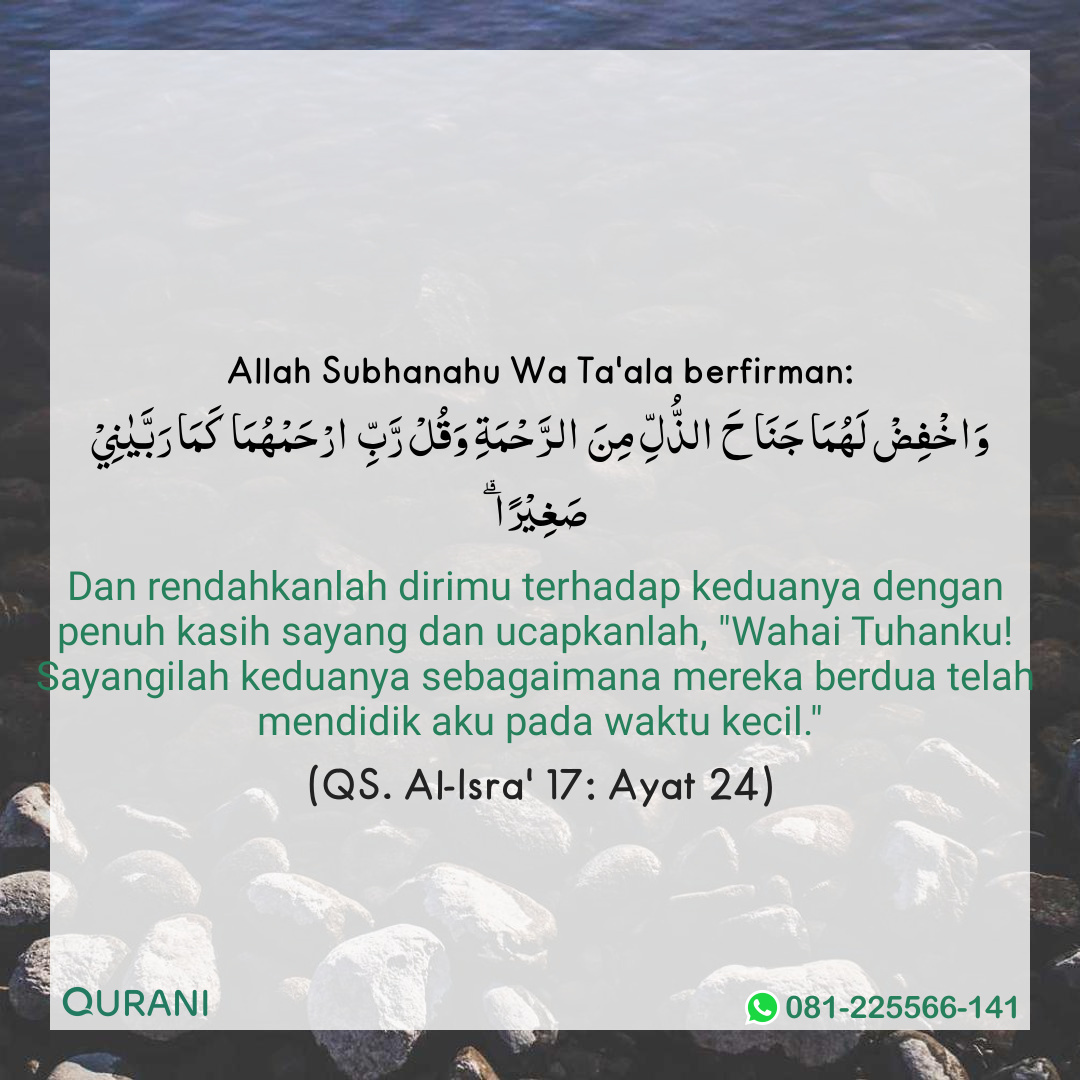 Allah Subhanahu Wa Ta'ala berfirman:
وَاخْفِضْ لَهُمَا جَنَاحَ الذُّلِّ مِنَ الرَّحْمَةِ وَقُلْ رَّبِّ ارْحَمْهُمَا كَمَا رَبَّيٰنِيْ
صَغِيْرًاۗ
Dan rendahkanlah dirimu terhadap keduanya dengan
penuh kasih sayang dan ucapkanlah, "Wahai Tuhanku!
Sayangilah keduanya sebagaimana mereka berdua telah
mendidik aku pada waktu kecil."
(QS. Al-Isra' 17: Ayat 24)
QURANI
081-225566-141